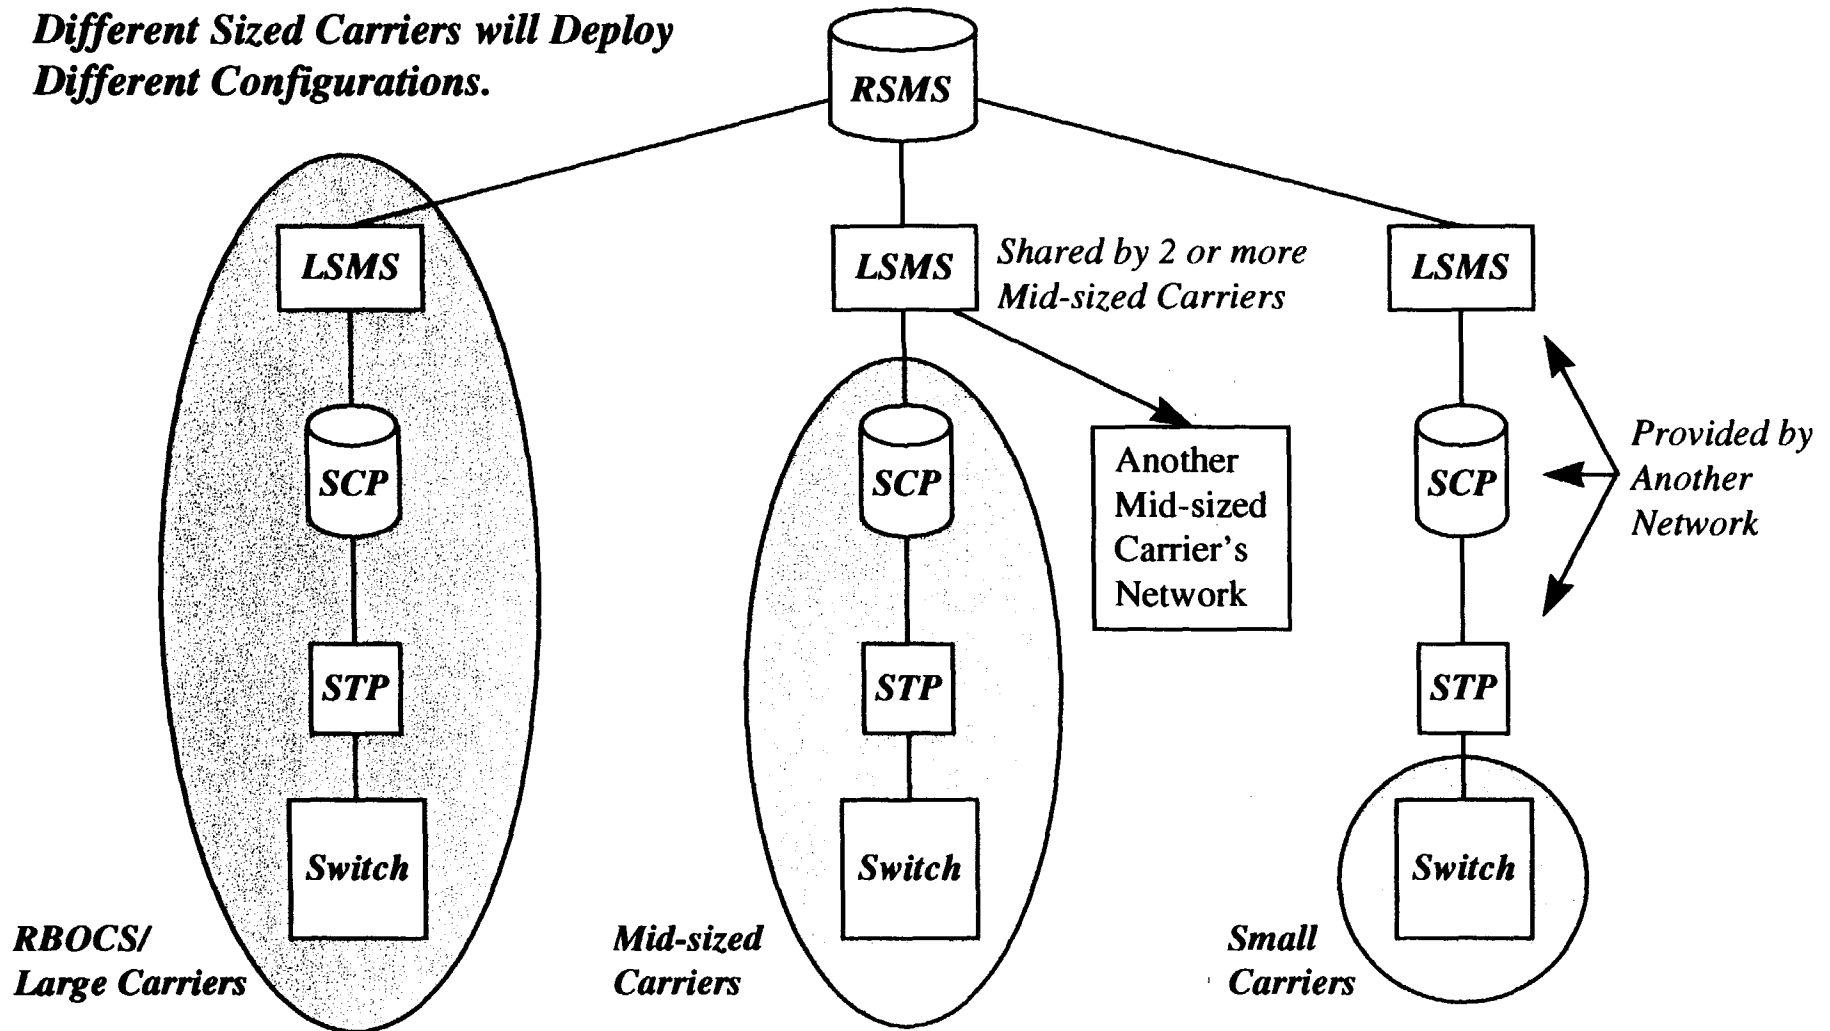 Different Sized Carriers will Deploy
Different Configurations.
RSMS
LSMS
LSMS
Shared by 2 or more
Mid-sized Carriers
LSMS
SCP
SCP
Another
Mid-sized
Carrier's
Network
SCP
Provided by
Another
Network
STP
STP
STP
Switch
Switch
Switch
RBOCS/
Large Carriers
Mid-sized
Carriers
Small
Carriers